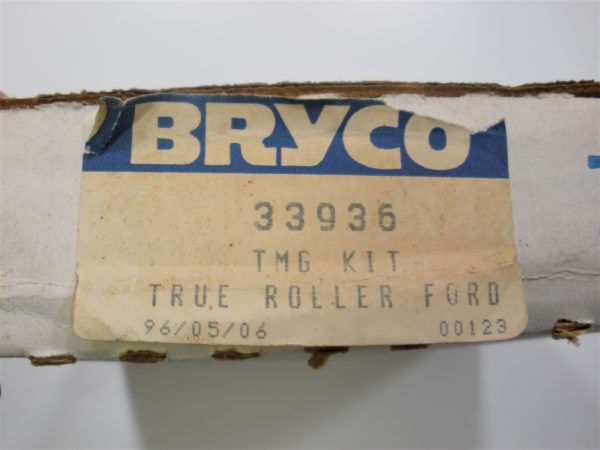 BRYCO
33936
TMG KIT
TRUE ROLLER FORD
96/05/06 00123